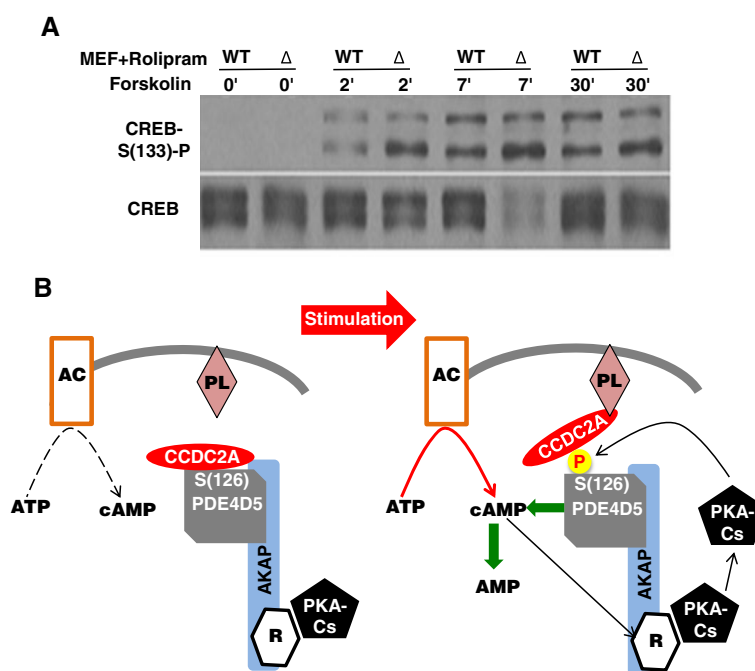 A
MEF+Rolipram WT Δ WT Δ WT Δ WT Δ
Forskolin 0' 0' 2' 2' 7' 7' 30' 30'
CREB-
S(133)-P
CREB
B
Stimulation
AC
PL
CCDC2A
S(126)
PDE4D5
ATP
cAMP
AKAP
R
PKA-
Cs
AC
PL
CCDC2A
P
S(126)
PDE4D5
ATP
cAMP
AMP
AKAP
R
PKA-
Cs
PKA-
Cs